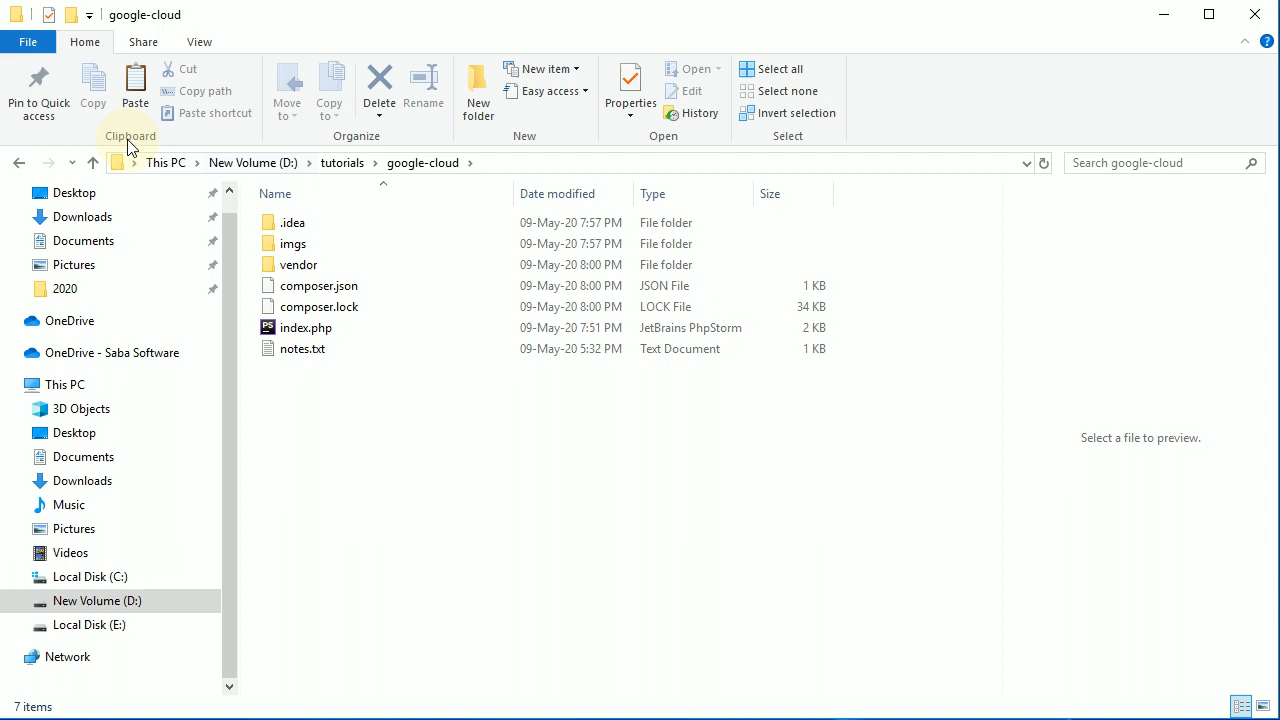 google-cloud
File Home Share View
Pin to Quick access
Copy
Paste
Cut
Copy path
Paste shortcut
Clipboard
Move to
Copy to
Delete
Rename
Organize
New folder
New item
Easy access
New
Properties
Open
Edit
History
Open
Select all
Select none
Invert selection
Select
This PC New Volume (D:) tutorials google-cloud
Search google-cloud
Desktop
Downloads
Documents
Pictures
2020
OneDrive
OneDrive - Saba Software
This PC
3D Objects
Desktop
Documents
Downloads
Music
Pictures
Videos
Local Disk (C:)
New Volume (D:)
Local Disk (E:)
Network
Name Date modified Type Size
.idea 09-May-20 7:57 PM File folder
imgs 09-May-20 7:57 PM File folder
vendor 09-May-20 8:00 PM File folder
composer.json 09-May-20 8:00 PM JSON File 1 KB
composer.lock 09-May-20 8:00 PM LOCK File 34 KB
PS index.php 09-May-20 7:51 PM JetBrains PhpStorm 2 KB
notes.txt 09-May-20 5:32 PM Text Document 1 KB
Select a file to preview.
7 items